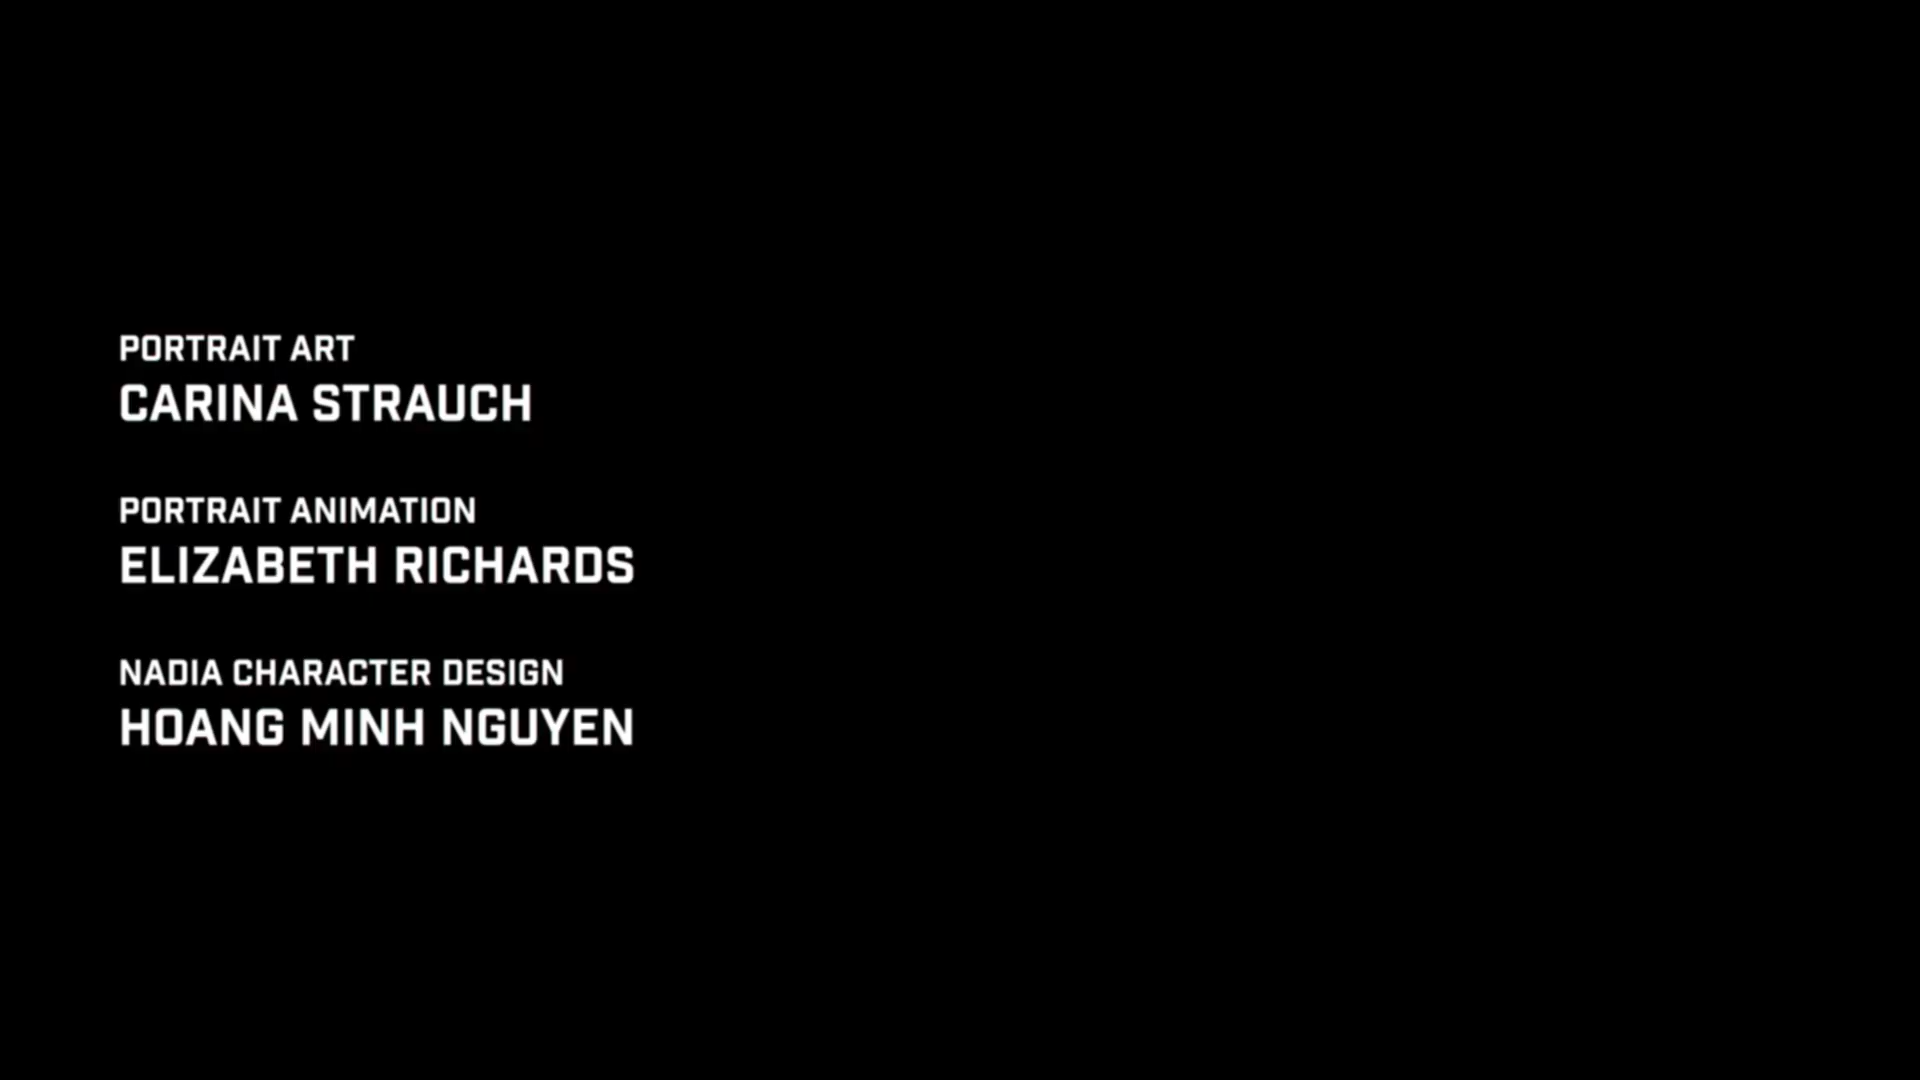 PORTRAIT ART
CARINA STRAUCH
PORTRAIT ANIMATION
ELIZABETH RICHARDS
NADIA CHARACTER DESIGN
HOANG MINH NGUYEN